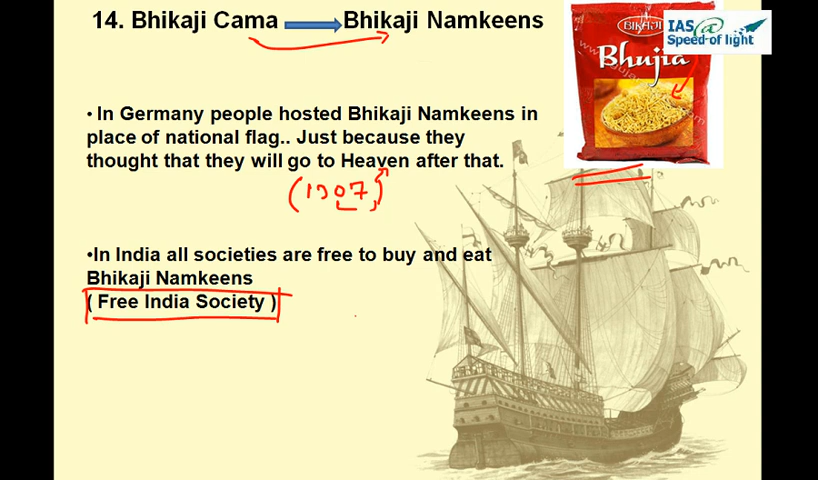 14. Bhikaji Cama Bhikaji Namkeens
BIKAJI
IAS@
Speed of light
Bhujia
• In Germany people hosted Bhikaji Namkeens in
place of national flag.. Just because they
thought that they will go to Heaven after that.
(1907)
•In India all societies are free to buy and eat
Bhikaji Namkeens
( Free India Society )